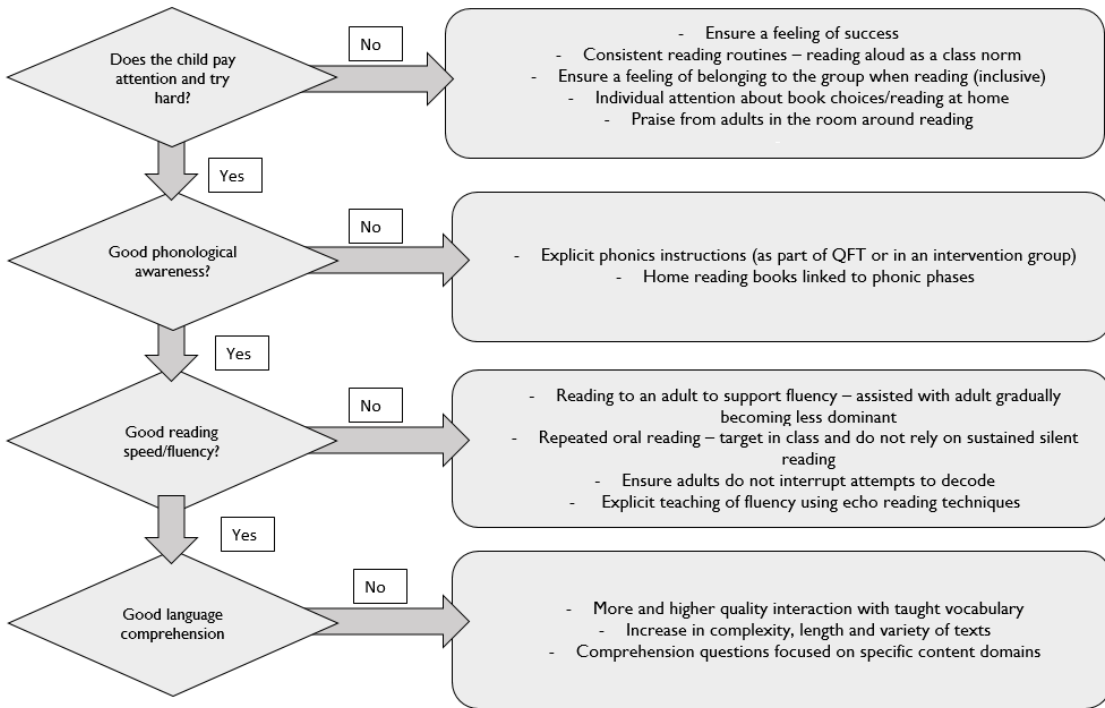 Does the child pay
attention and try
hard?
No
- Ensure a feeling of success
- Consistent reading routines – reading aloud as a class norm
- Ensure a feeling of belonging to the group when reading (inclusive)
- Individual attention about book choices/reading at home
- Praise from adults in the room around reading
Yes
Good phonological
awareness?
No
- Explicit phonics instructions (as part of QFT or in an intervention group)
- Home reading books linked to phonic phases
Yes
Good reading
speed/fluency?
No
- Reading to an adult to support fluency – assisted with adult gradually
becoming less dominant
- Repeated oral reading – target in class and do not rely on sustained silent
reading
- Ensure adults do not interrupt attempts to decode
- Explicit teaching of fluency using echo reading techniques
Yes
Good language
comprehension
No
- More and higher quality interaction with taught vocabulary
- Increase in complexity, length and variety of texts
- Comprehension questions focused on specific content domains